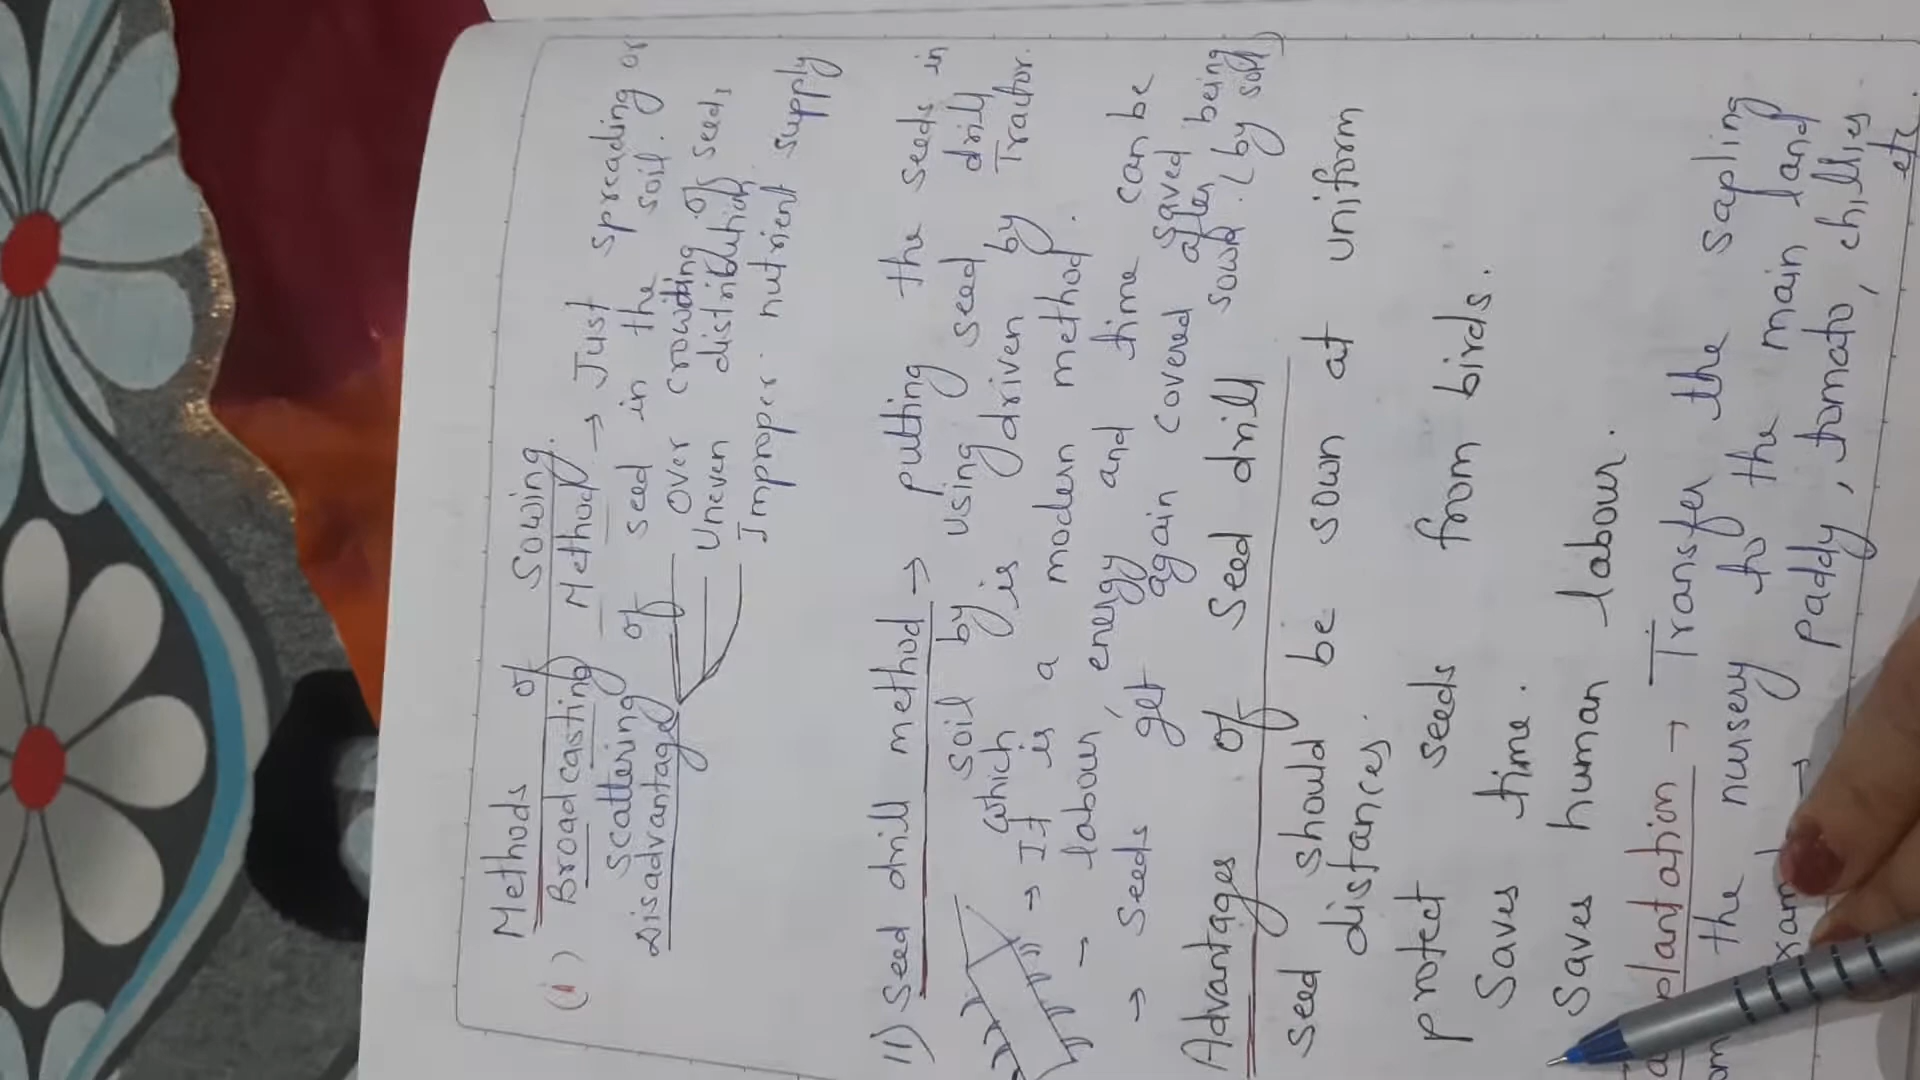 Methods of Sowing.
(i) Broadcasting Method → Just spreading or
scattering of seed in the soil.
Disadvantage
over crowding of seeds
Uneven distribution
Improper nutrient supply
II) Seed drill method → putting the seeds in
soil by using seed drill
which is driven by Tractor.
→ It is a modern method.
→ labour, energy and time can be saved
→ Seeds get again covered after being
sown. (by soil)
Advantages of Seed drill
seed should be sown at uniform
distances.
protect seeds from birds.
Saves time.
Saves human labour.
→ Transfer the sapling
the nursery to the main land
→ paddy, tomato, chillies
etc.